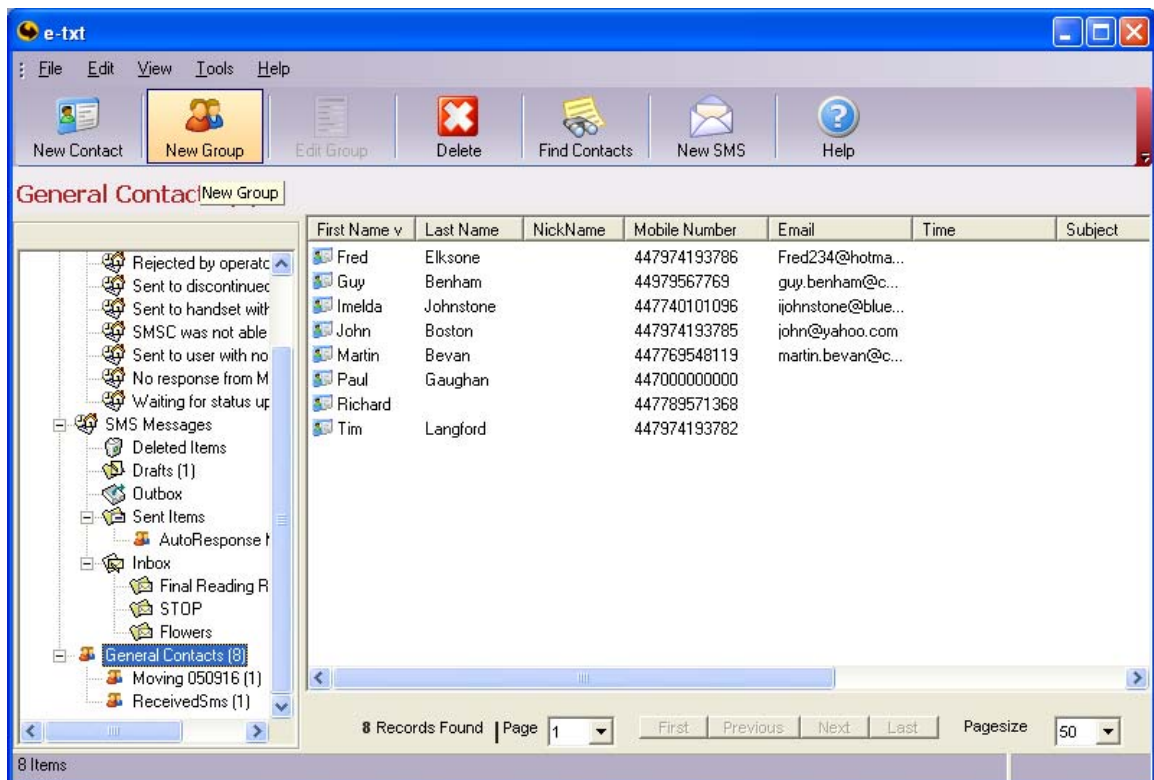 e-txt
File Edit View Tools Help
New Contact New Group Edit Group Delete Find Contacts New SMS Help
General Contac New Group
First Name v Last Name NickName Mobile Number Email Time Subject
Fred Elksone 447974193786 Fred234@hotma...
Guy Benham 44979567769 guy.benham@c...
Imelda Johnstone 447740101096 ijohnstone@blue...
John Boston 447974193785 john@yahoo.com
Martin Bevan 447769548119 martin.bevan@c...
Paul Gaughan 447000000000
Richard 447789571368
Tim Langford 447974193782
Rejected by operatc
Sent to discontinued
Sent to handset with
SMSC was not able
Sent to user with no
No response from M
Waiting for status up
SMS Messages
Deleted Items
Drafts (1)
Outbox
Sent Items
AutoResponse
Inbox
Final Reading R
STOP
Flowers
General Contacts (8)
Moving 050916 (1)
ReceivedSms (1)
8 Records Found Page 1 First Previous Next Last Pagesize 50
8 Items